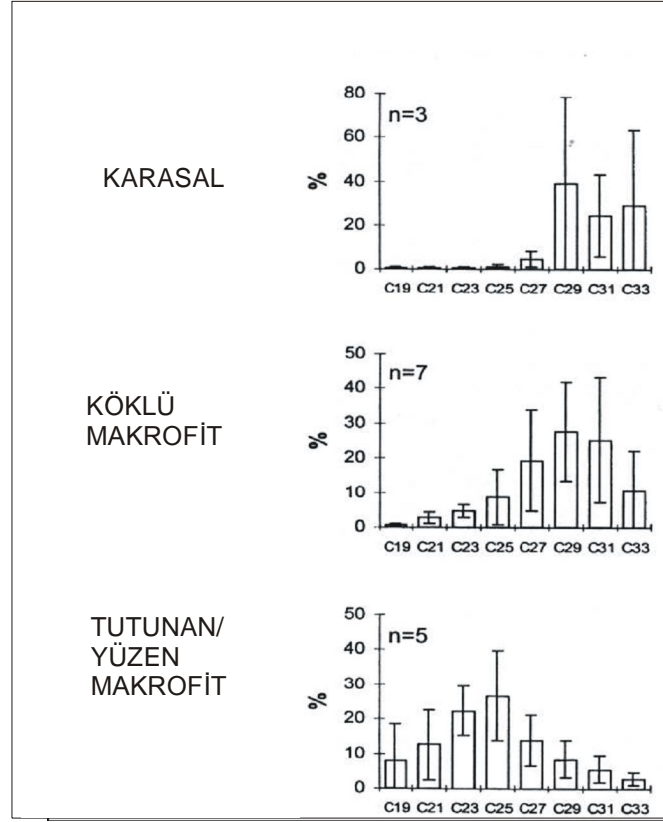 KARASAL
%
n=3
80
60
40
20
0
C19 C21 C23 C25 C27 C29 C31 C33
KÖKLÜ
MAKROFİT
%
n=7
50
40
30
20
10
0
C19 C21 C23 C25 C27 C29 C31 C33
TUTUNAN/
YÜZEN
MAKROFİT
%
n=5
50
40
30
20
10
0
C19 C21 C23 C25 C27 C29 C31 C33